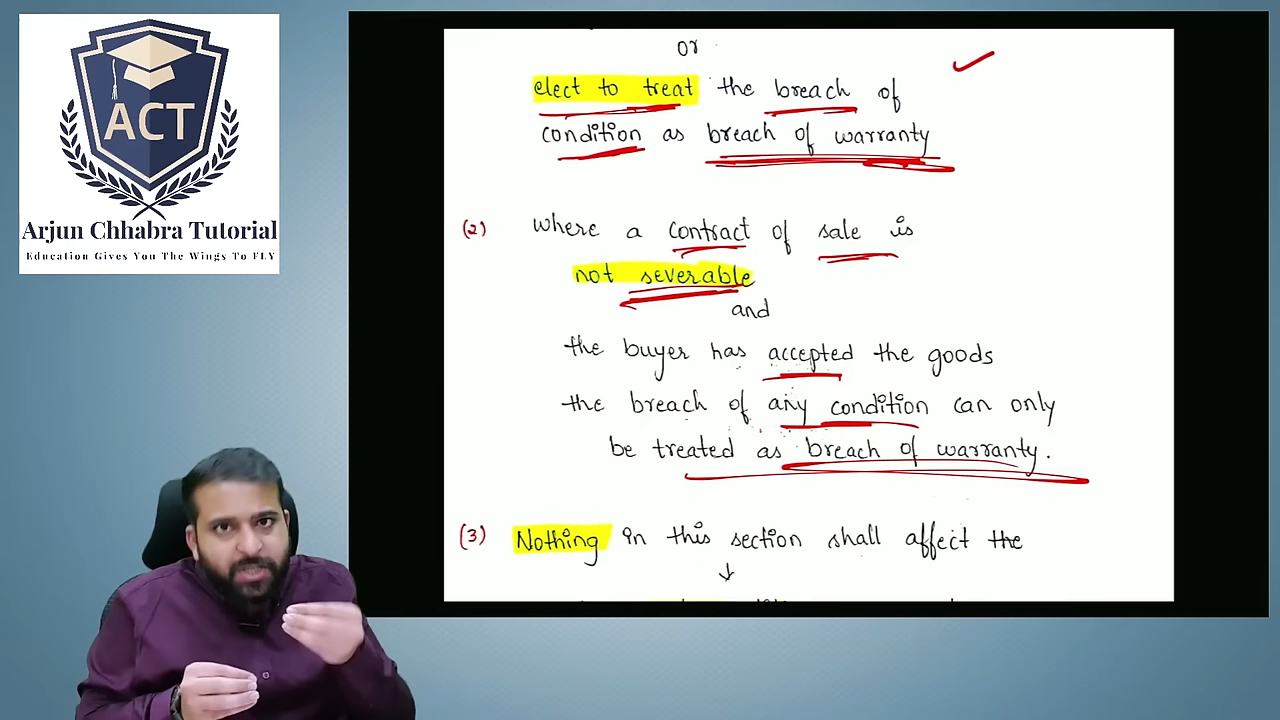 ACT
Arjun Chhabra Tutorial
Education Gives You The Wings To FLY
or
elect to treat the breach of
condition as breach of warranty
(2) where a contract of sale is
not severable
and
the buyer has accepted the goods
the breach of any condition can only
be treated as breach of warranty.
(3) Nothing in this section shall affect the